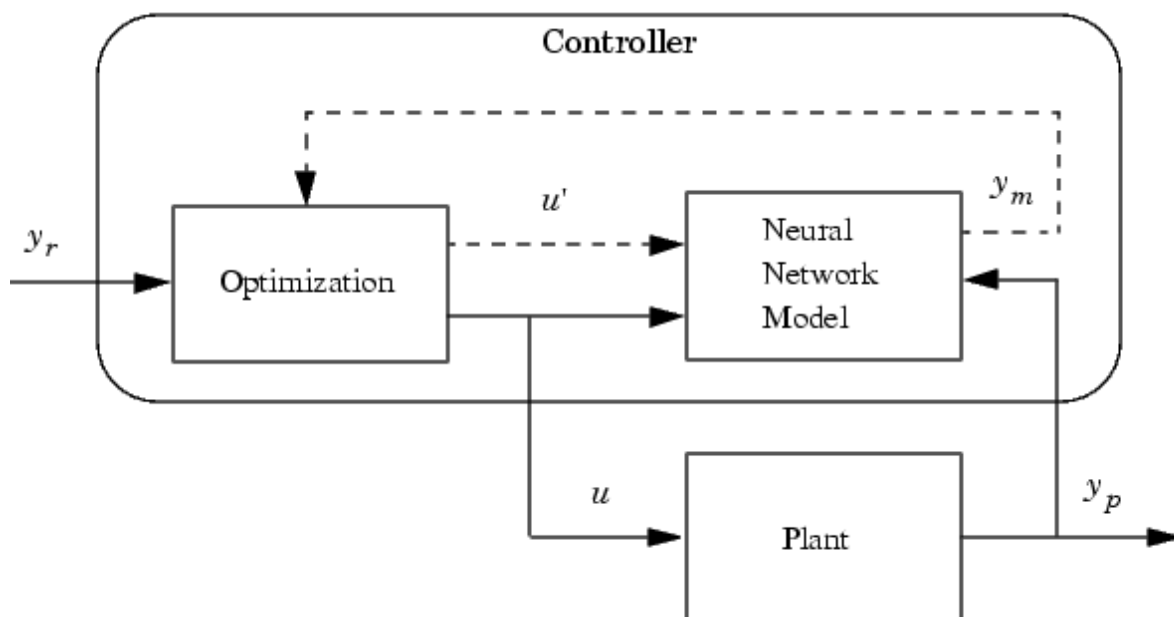 Controller
y_r
Optimization
u'
Neural
Network
Model
y_m
u
Plant
y_p